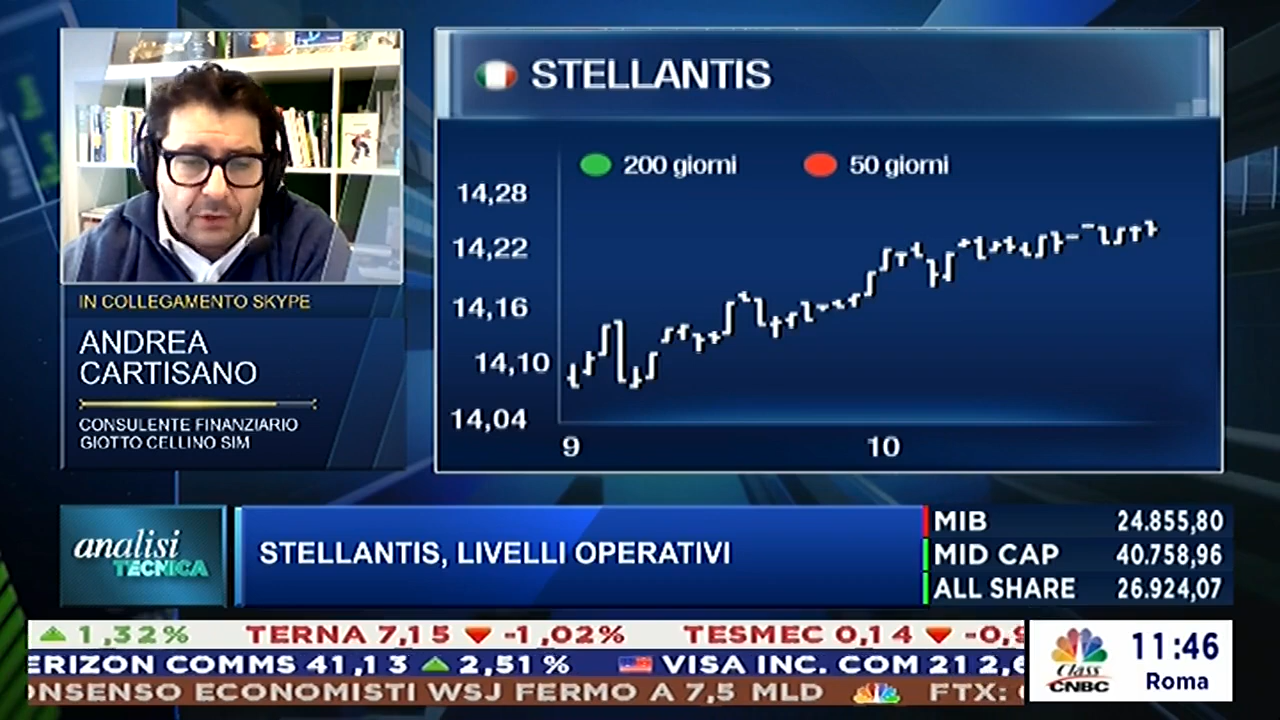 STELLANTIS
200 giorni
50 giorni
14,28
14,22
14,16
14,10
14,04
9
10
IN COLLEGAMENTO SKYPE
ANDREA
CARTISANO
CONSULENTE FINANZIARIO
GIOTTO CELLINO SIM
analisi
TECNICA
STELLANTIS, LIVELLI OPERATIVI
MIB 24.855,80
MID CAP 40.758,96
ALL SHARE 26.924,07
1,32% TERNA 7,15 -1,02% TESMEC 0,14 -0,9
ERIZON COMMS 41,13 2,51% VISA INC. COM 212,6
ONSENSO ECONOMISTI WSJ FERMO A 7,5 MLD FTX:
Class
CNBC
11:46
Roma